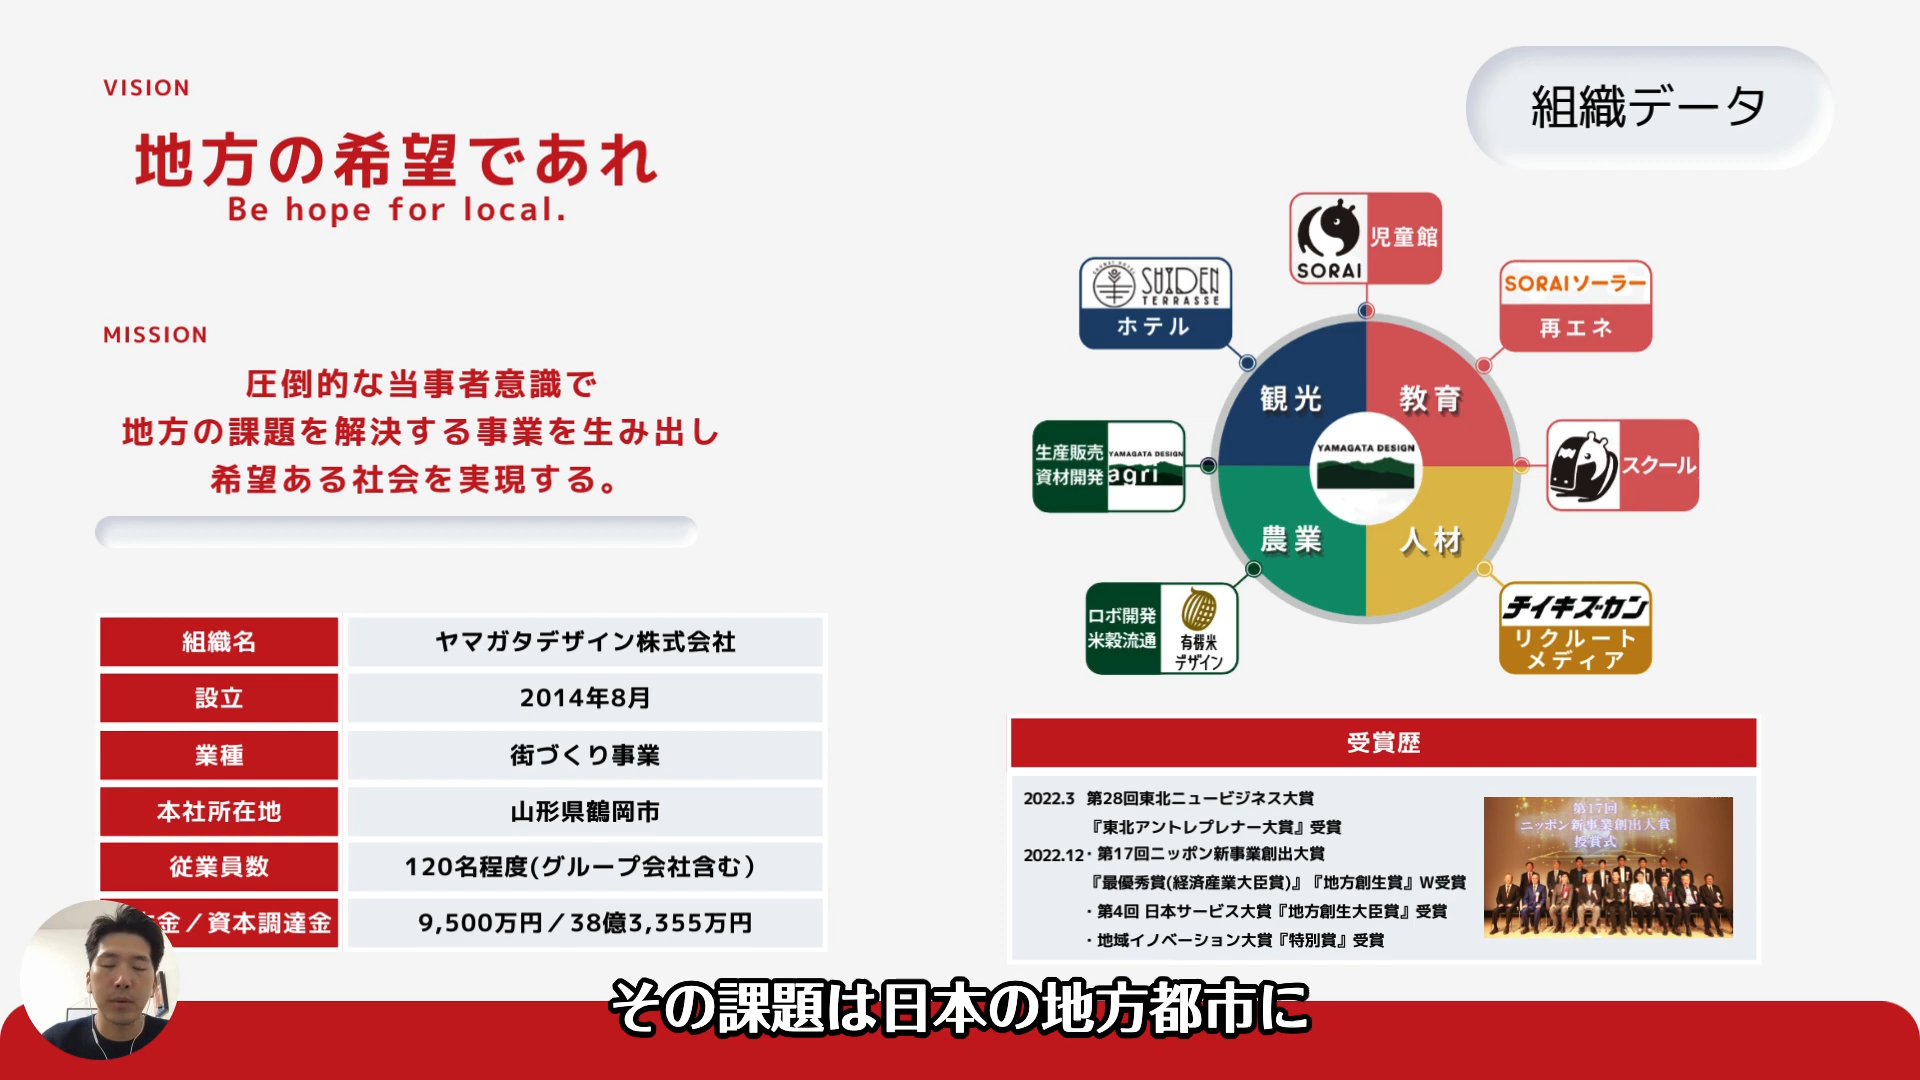 VISION
地方の希望であれ
Be hope for local.
MISSION
圧倒的な当事者意識で
地方の課題を解決する事業を生み出し
希望ある社会を実現する。
組織名
ヤマガタデザイン株式会社
設立
2014年8月
業種
街づくり事業
本社所在地
山形県鶴岡市
従業員数
120名程度(グループ会社含む）
金／資本調達金
9,500万円／38億3,355万円
組織データ
SORAI
児童館
SUIDEN
TERRASSE
ホテル
SORAIソーラー
再エネ
観光
教育
YAMAGATA DESIGN
農業
人材
生産販売
資材開発
YAMAGATA DESIGN
agri
スクール
ロボ開発
米穀流通
有機米
デザイン
チイキズカン
リクルート
メディア
受賞歴
2022.3 第28回東北ニュービジネス大賞
『東北アントレプレナー大賞』受賞
2022.12・第17回ニッポン新事業創出大賞
『最優秀賞(経済産業大臣賞)』『地方創生賞』W受賞
・第4回 日本サービス大賞『地方創生大臣賞』受賞
・地域イノベーション大賞『特別賞』受賞
第17回
ニッポン新事業創出大賞
授賞式
その課題は日本の地方都市に